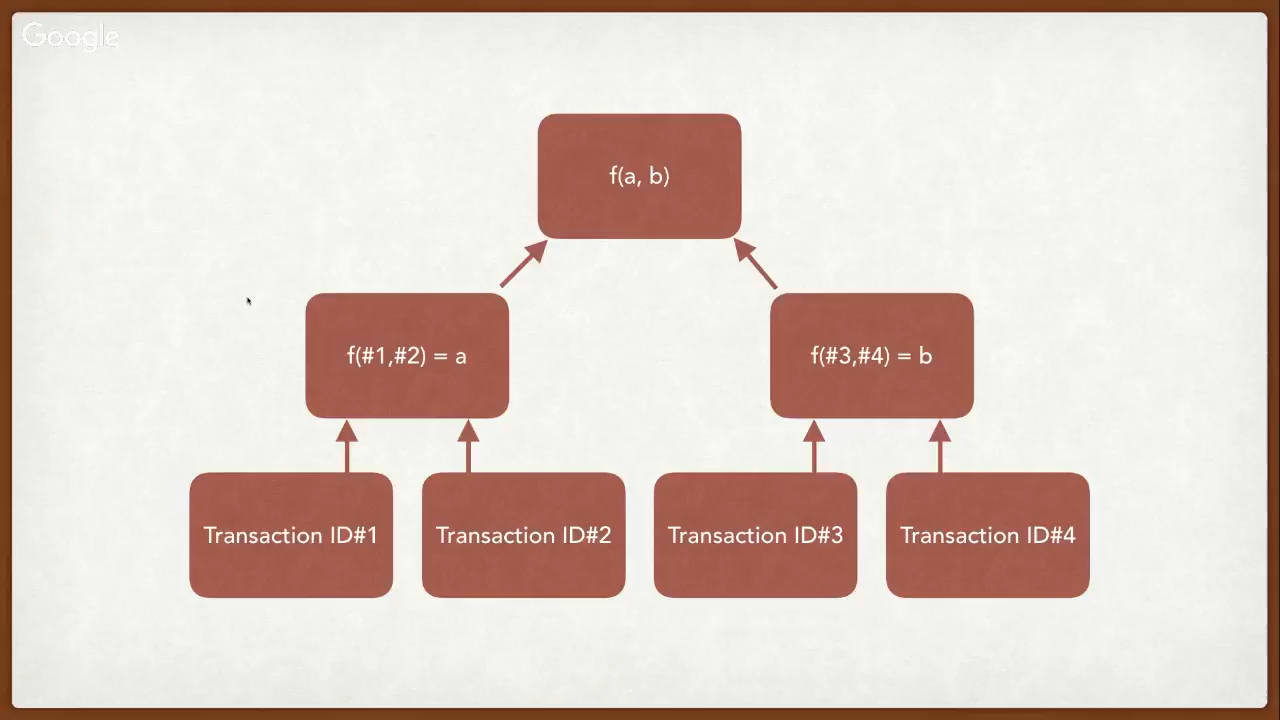 Google
f(a, b)
f(#1,#2) = a
f(#3,#4) = b
Transaction ID#1
Transaction ID#2
Transaction ID#3
Transaction ID#4